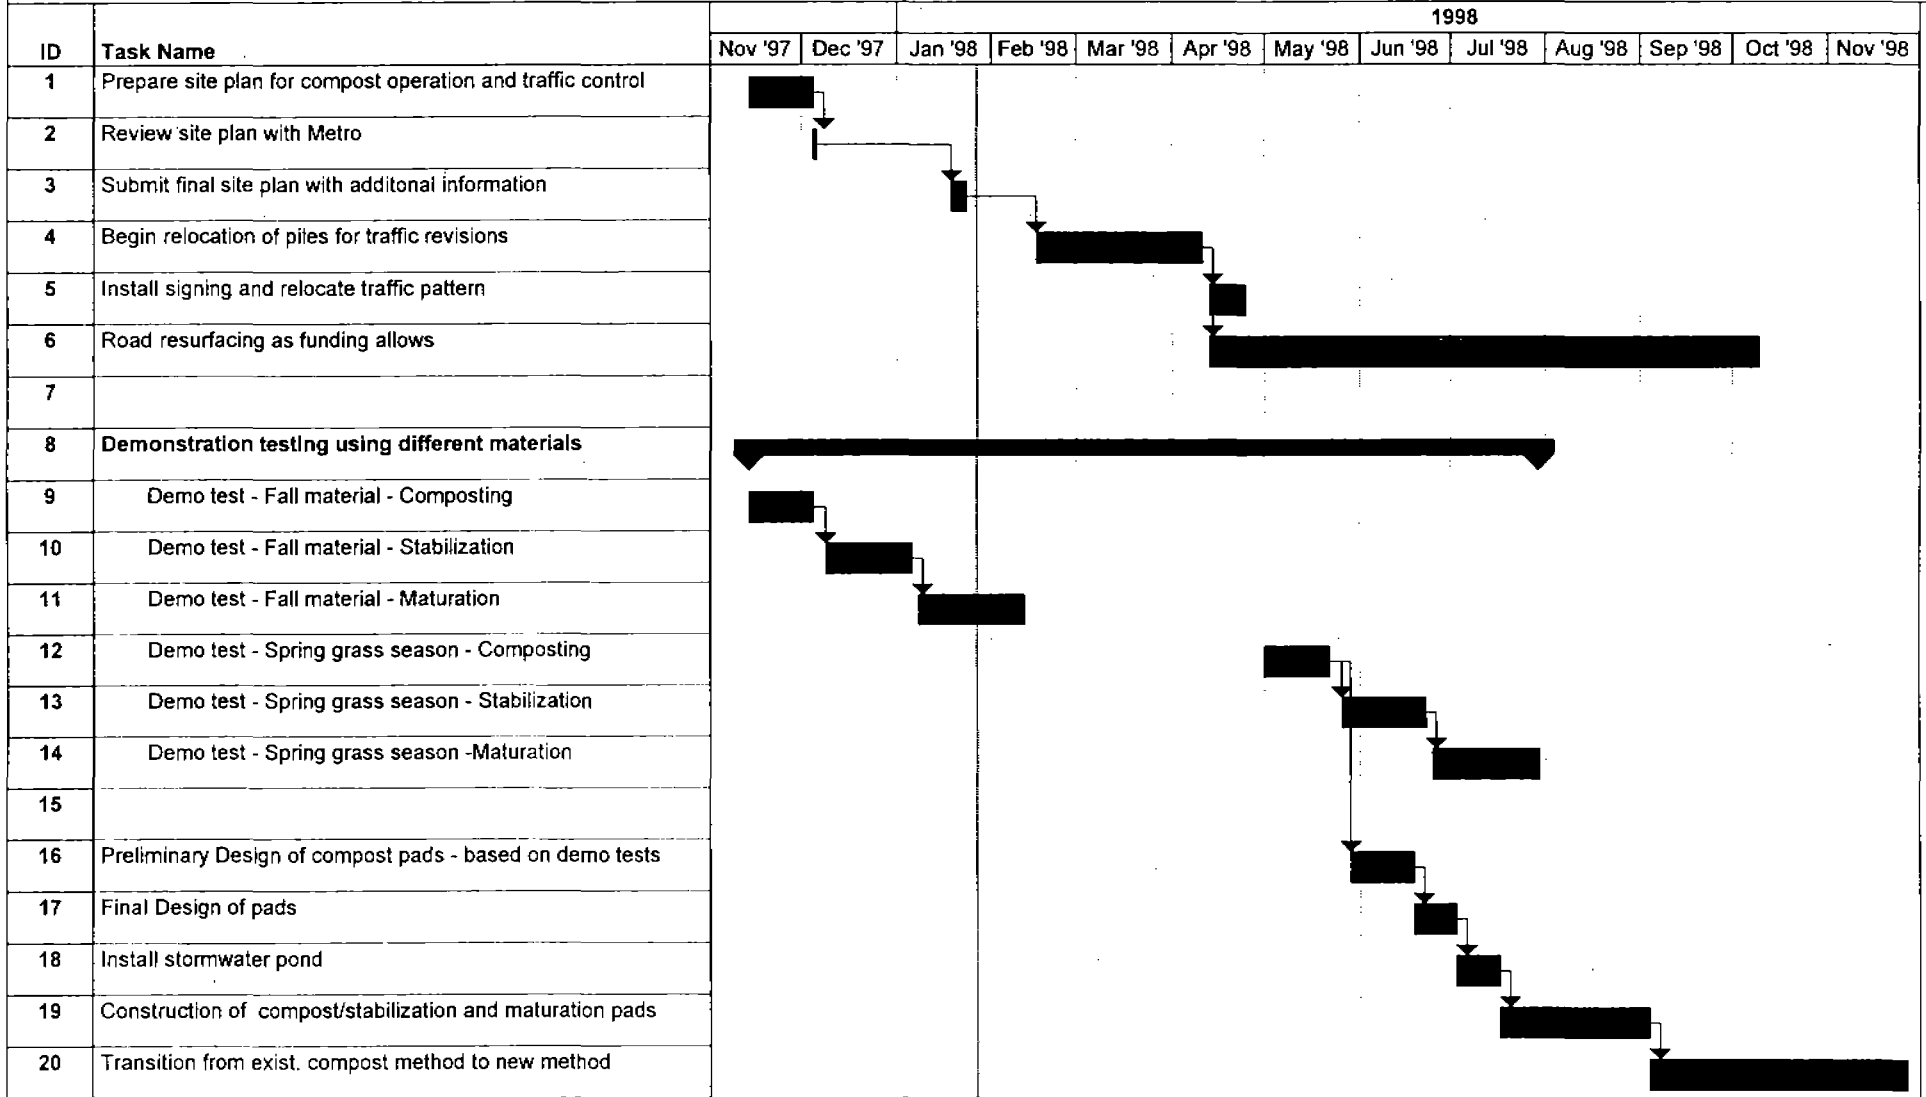 1998
ID Task Name Nov '97 Dec '97 Jan '98 Feb '98 Mar '98 Apr '98 May '98 Jun '98 Jul '98 Aug '98 Sep '98 Oct '98 Nov '98
1 Prepare site plan for compost operation and traffic control
2 Review site plan with Metro
3 Submit final site plan with additonal information
4 Begin relocation of piles for traffic revisions
5 Install signing and relocate traffic pattern
6 Road resurfacing as funding allows
7
8 Demonstration testing using different materials
9 Demo test - Fall material - Composting
10 Demo test - Fall material - Stabilization
11 Demo test - Fall material - Maturation
12 Demo test - Spring grass season - Composting
13 Demo test - Spring grass season - Stabilization
14 Demo test - Spring grass season -Maturation
15
16 Preliminary Design of compost pads - based on demo tests
17 Final Design of pads
18 Install stormwater pond
19 Construction of compost/stabilization and maturation pads
20 Transition from exist. compost method to new method